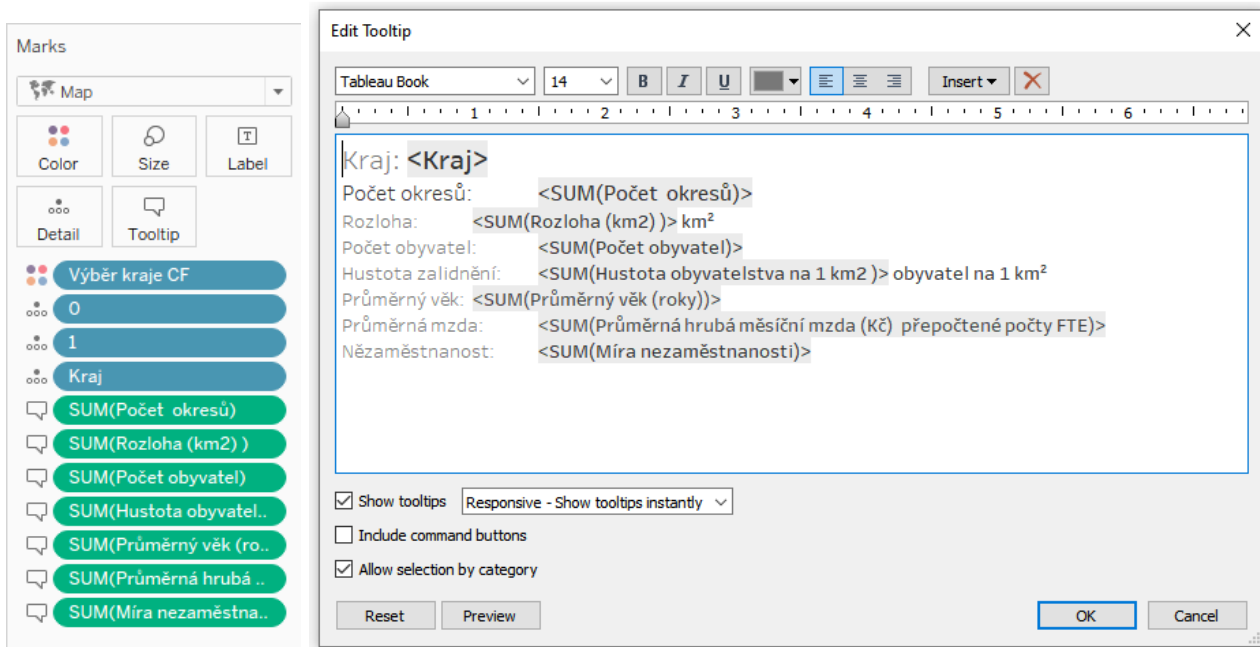 Marks
Map
Color
Size
Label
Detail
Tooltip
Výběr kraje CF
0
1
Kraj
SUM(Počet okresů)
SUM(Rozloha (km2) )
SUM(Počet obyvatel)
SUM(Hustota obyvatel..
SUM(Průměrný věk (ro..
SUM(Průměrná hrubá ..
SUM(Míra nezaměstna..
Edit Tooltip
Tableau Book 14 B I U Insert
1 2 3 4 5 6
Kraj: <Kraj>
Počet okresů: <SUM(Počet okresů)>
Rozloha: <SUM(Rozloha (km2) )> km²
Počet obyvatel: <SUM(Počet obyvatel)>
Hustota zalidnění: <SUM(Hustota obyvatelstva na 1 km2 )> obyvatel na 1 km²
Průměrný věk: <SUM(Průměrný věk (roky))>
Průměrná mzda: <SUM(Průměrná hrubá měsíční mzda (Kč) přepočtené počty FTE)>
Nězaměstnanost: <SUM(Míra nezaměstnanosti)>
Show tooltips Responsive - Show tooltips instantly
Include command buttons
Allow selection by category
Reset Preview OK Cancel